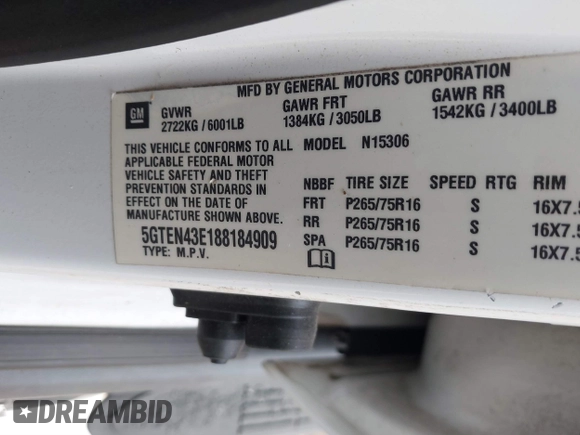 MFD BY GENERAL MOTORS CORPORATION
GM
GVWR GAWR FRT GAWR RR
2722KG / 6001LB 1384KG / 3050LB 1542KG / 3400LB
THIS VEHICLE CONFORMS TO ALL
APPLICABLE FEDERAL MOTOR
VEHICLE SAFETY AND THEFT
PREVENTION STANDARDS IN
EFFECT ON THE DATE OF
MANUFACTURE SHOWN ABOVE.
5GTEN43E188184909
TYPE: M.P.V.
MODEL N15306
NBBF TIRE SIZE SPEED RTG RIM
FRT P265/75R16 S 16X7.5
RR P265/75R16 S 16X7.5
SPA P265/75R16 S 16X7.5
DREAMBID